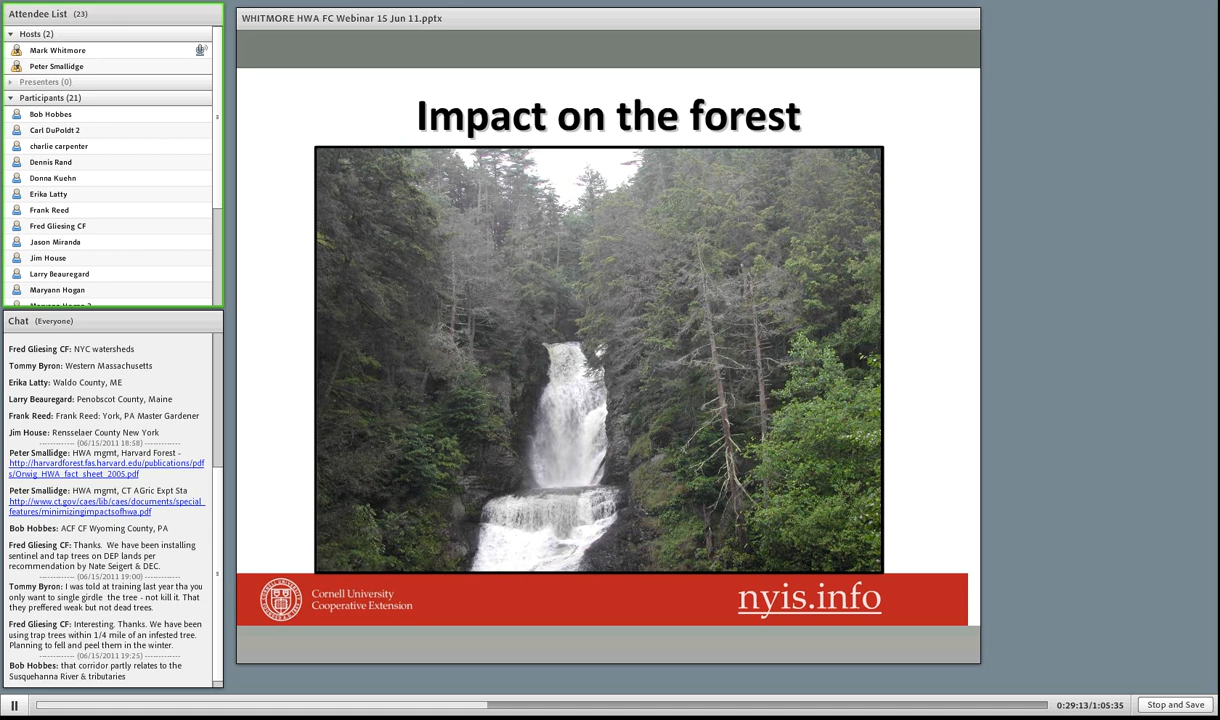 Attendee List (23)
Hosts (2)
Mark Whitmore
Peter Smallidge
Presenters (0)
Participants (21)
Bob Hobbes
Carl DuPoldt 2
charlie carpenter
Dennis Rand
Donna Kuehn
Erika Latty
Frank Reed
Fred Gliesing CF
Jason Miranda
Jim House
Larry Beauregard
Maryann Hogan
Chat (Everyone)
Fred Gliesing CF: NYC watersheds
Tommy Byron: Western Massachusetts
Erika Latty: Waldo County, ME
Larry Beauregard: Penobscot County, Maine
Frank Reed: Frank Reed: York, PA Master Gardener
Jim House: Rensselaer County New York
------------ (06/15/2011 18:58) ------------
Peter Smallidge: HWA mgmt, Harvard Forest -
http://harvardforest.fas.harvard.edu/publications/pdf
s/Orwig_HWA_fact_sheet_2005.pdf
Peter Smallidge: HWA mgmt, CT AGric Expt Sta
http://www.ct.gov/caes/lib/caes/documents/special_
features/minimizingimpactsofhwa.pdf
Bob Hobbes: ACF CF Wyoming County, PA
Fred Gliesing CF: Thanks. We have been installing
sentinel and tap trees on DEP lands per
recommendation by Nate Seigert & DEC.
------------ (06/15/2011 19:00) ------------
Tommy Byron: I was told at training last year tha you
only want to single girdle the tree - not kill it. That
they preffered weak but not dead trees.
Fred Gliesing CF: Interesting. Thanks. We have been
using trap trees within 1/4 mile of an infested tree.
Planning to fell and peel them in the winter.
------------ (06/15/2011 19:25) ------------
Bob Hobbes: that corridor partly relates to the
Susquehanna River & tributaries
WHITMORE HWA FC Webinar 15 Jun 11.pptx
Impact on the forest
Cornell University
Cooperative Extension
nyis.info
0:29:13/1:05:35
Stop and Save